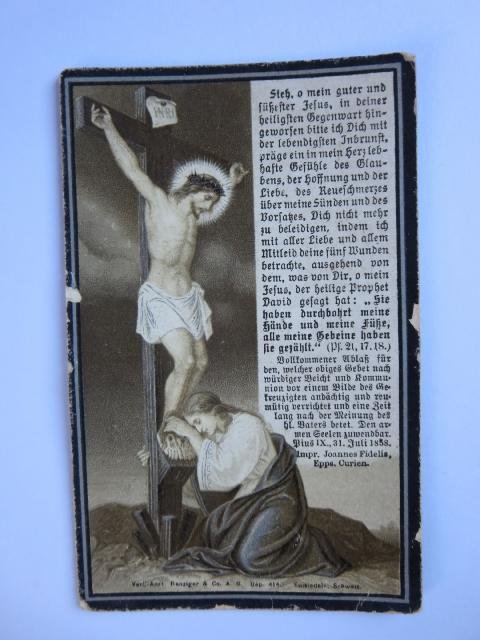 INRI
Sieh, o mein guter und
süßester Jesus, in deiner
heiligsten Gegenwart hin-
geworfen bitte ich Dich mit
der lebendigsten Inbrunst,
präge ein in mein Herz leb-
hafte Gefühle des Glau-
bens, der Hoffnung und der
Liebe, des Reueschmerzes
über meine Sünden und des
Vorsatzes, Dich nicht mehr
zu beleidigen, indem ich
mit aller Liebe und allem
Mitleid deine fünf Wunden
betrachte, ausgehend von
dem, was von Dir, o mein
Jesus, der heilige Prophet
David gesagt hat: „Sie
haben durchbohrt meine
Hände und meine Füße,
alle meine Gebeine haben
sie gezählt.“ (Ps. 21, 17. 18.)
Vollkommener Ablaß für
den, welcher obiges Gebet nach
würdiger Beicht und Kommu-
nion vor einem Bilde des Ge-
kreuzigten andächtig und reu-
mütig verrichtet und eine Zeit
lang nach der Meinung des
hl. Vaters betet. Den ar-
men Seelen zuwendbar.
Pius IX., 31. Juli 1858.
Impr. Joannes Fidelis,
Epps. Curien.
Verl.-Anst. Benziger & Co. A. G. Dép. 414. Einsiedeln, Schweiz.